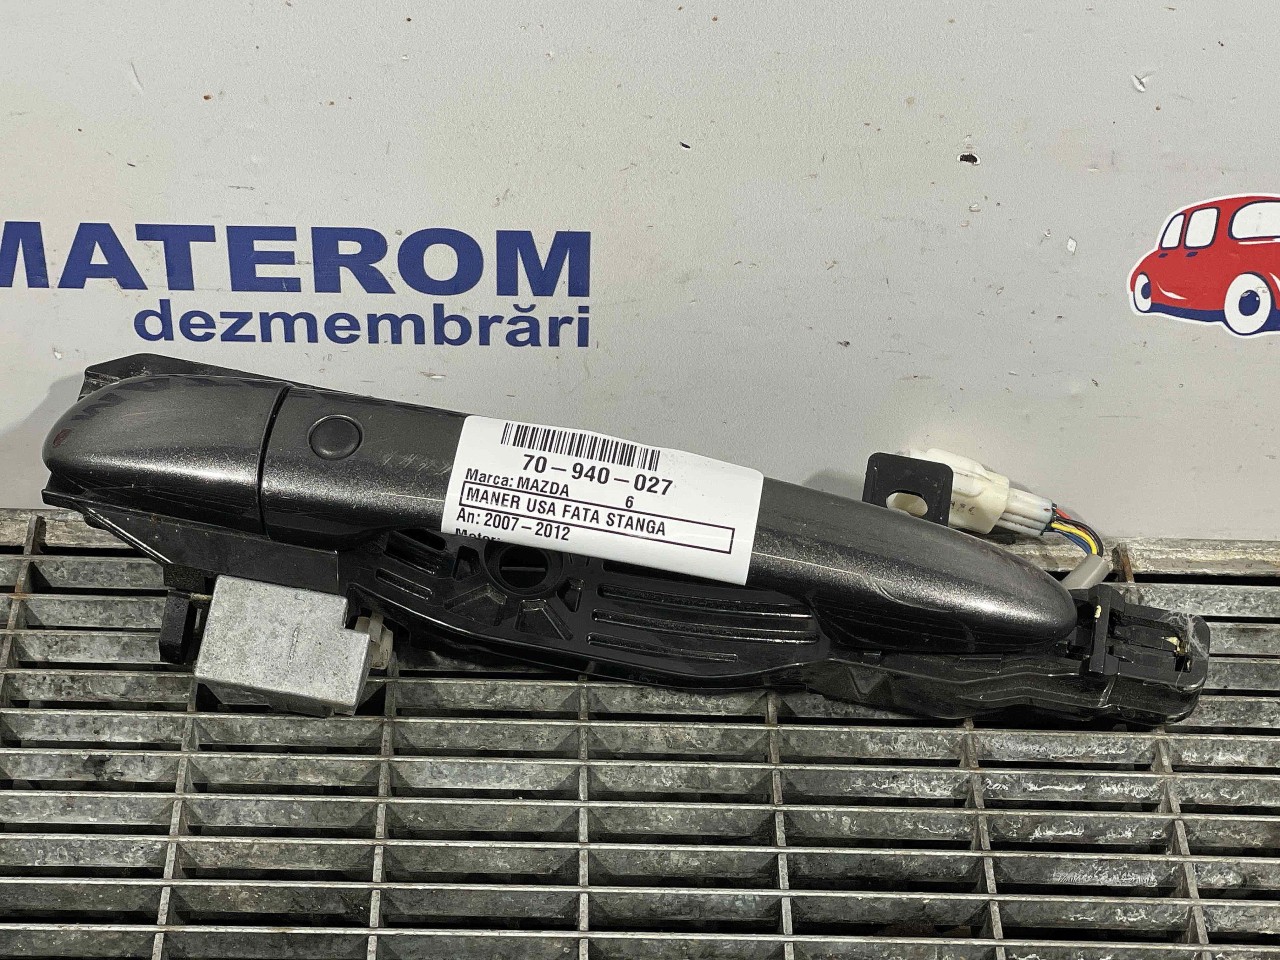 MATEROM
dezmembrări
70-940-027
Marca: MAZDA 6
MANER USA FATA STANGA
An: 2007-2012